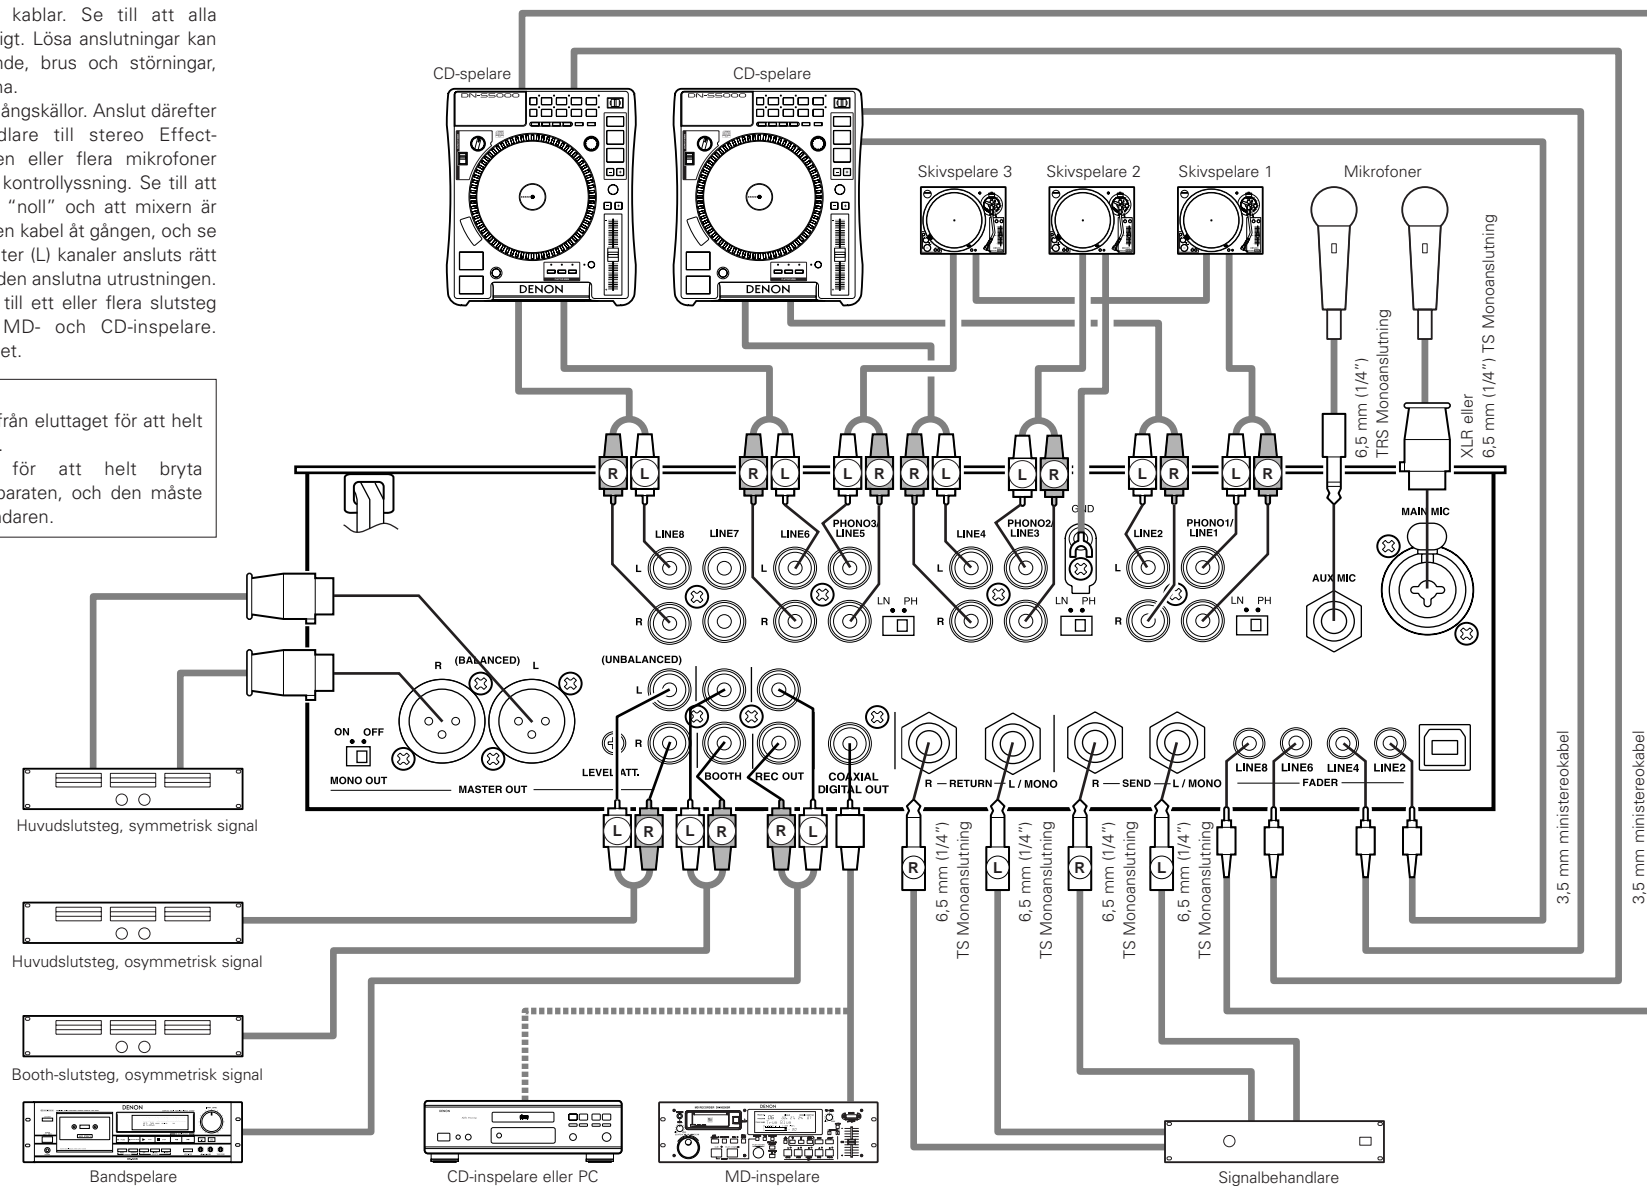 kablar. Se till att alla
igt. Lösa anslutningar kan
nde, brus och störningar,
na.
ångskällor. Anslut därefter
dlare till stereo Effect-
en eller flera mikrofoner
kontrollyssning. Se till att
"noll" och att mixern är
en kabel åt gången, och se
ter (L) kanaler ansluts rätt
den anslutna utrustningen.
till ett eller flera slutsteg
MD- och CD-inspelare.
et.
från eluttaget för att helt
.
för att helt bryta
paraten, och den måste
ndaren.
CD-spelare
CD-spelare
DN-S5000
DN-S5000
DENON
DENON
Skivspelare 3
Skivspelare 2
Skivspelare 1
Mikrofoner
6,5 mm (1/4")
TRS Monoanslutning
XLR eller
6,5 mm (1/4") TS Monoanslutning
R L R L L R R L L R L R L R
LINE8
LINE7
LINE6
PHONO3/
LINE5
LINE4
PHONO2/
LINE3
GND
LINE2
PHONO1/
LINE1
MAIN MIC
AUX MIC
L
L
L
LN PH
LN PH
LN PH
R
R
R
R (BALANCED) L
(UNBALANCED)
L
R
ON OFF
MONO OUT
MASTER OUT
LEVEL ATT.
BOOTH
REC OUT
COAXIAL
DIGITAL OUT
R — RETURN — L / MONO
R — SEND — L / MONO
LINE8
LINE6
LINE4
LINE2
FADER
L R L R R L
R
L
R
L
6,5 mm (1/4")
TS Monoanslutning
6,5 mm (1/4")
TS Monoanslutning
6,5 mm (1/4")
TS Monoanslutning
6,5 mm (1/4")
TS Monoanslutning
3,5 mm ministereokabel
3,5 mm ministereokabel
Huvudslutsteg, symmetrisk signal
Huvudslutsteg, osymmetrisk signal
Booth-slutsteg, osymmetrisk signal
DENON
Bandspelare
CD-inspelare eller PC
DENON
MD-inspelare
Signalbehandlare